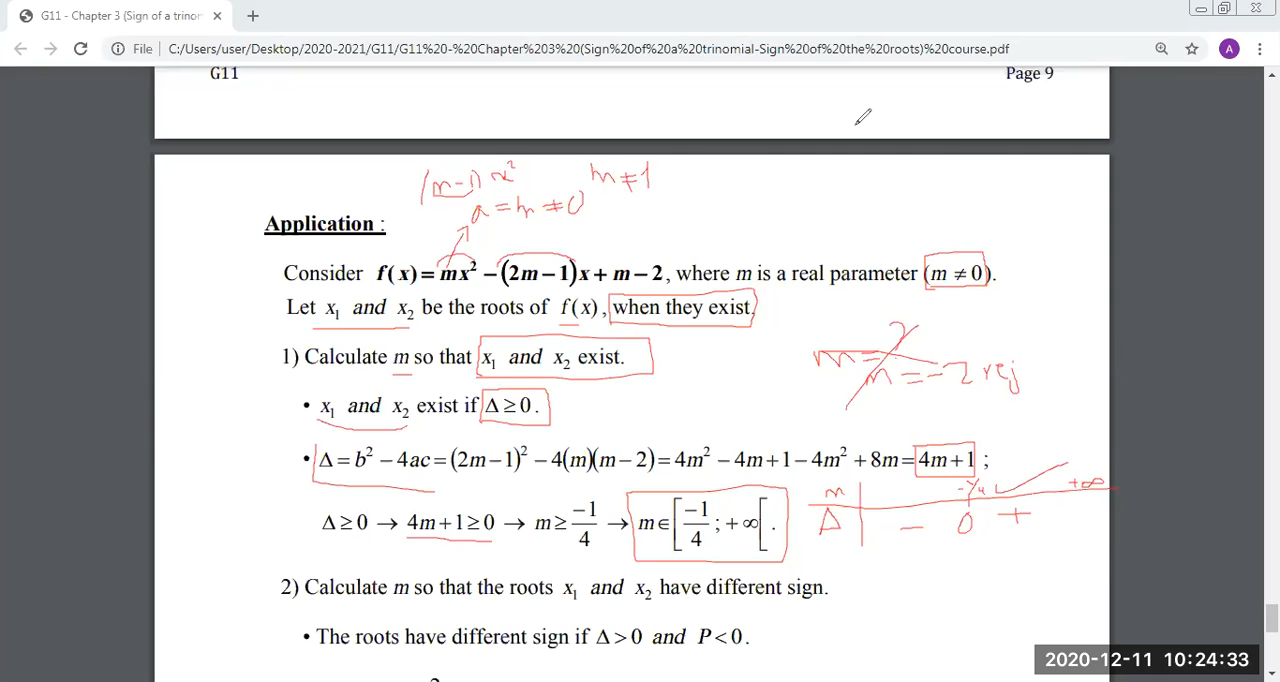 G11 - Chapter 3 (Sign of a trinor
File C:/Users/user/Desktop/2020-2021/G11/G11%20-%20Chapter%203%20(Sign%20of%20a%20trinomial-Sign%20of%20the%20roots)%20course.pdf
A
G11 Page 9
(m-1) x² m ≠ 1
a = m ≠ 0
Application :
Consider f(x) = mx² − (2m − 1)x + m − 2, where m is a real parameter (m ≠ 0).
Let x₁ and x₂ be the roots of f(x), when they exist.
1) Calculate m so that x₁ and x₂ exist.
m =
m = -2 rej
• x₁ and x₂ exist if Δ ≥ 0.
• Δ = b² − 4ac = (2m − 1)² − 4(m)(m − 2) = 4m² − 4m + 1 − 4m² + 8m = 4m + 1 ;
m -1/4 +∞
Δ ≥ 0 → 4m + 1 ≥ 0 → m ≥ −1/4 → m ∈ [−1/4 ; +∞[ .
Δ − 0 +
2) Calculate m so that the roots x₁ and x₂ have different sign.
• The roots have different sign if Δ > 0 and P < 0.
2020-12-11 10:24:33